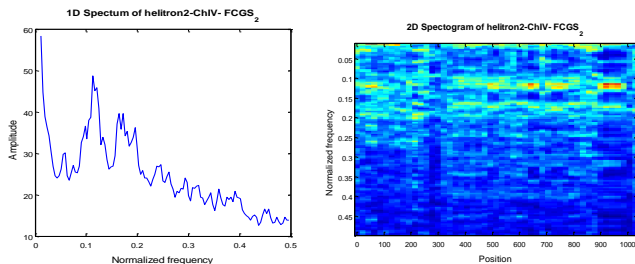 1D Spectum of helitron2-ChIV- FCGS2
60
50
40
30
20
10
Amplitude
0 0.1 0.2 0.3 0.4 0.5
Normalized frequency
2D Spectogram of helitron2-ChIV- FCGS2
0.05
0.1
0.15
0.2
0.25
0.3
0.35
0.4
0.45
Normalized frequency
0 100 200 300 400 500 600 700 800 900 1000
Position